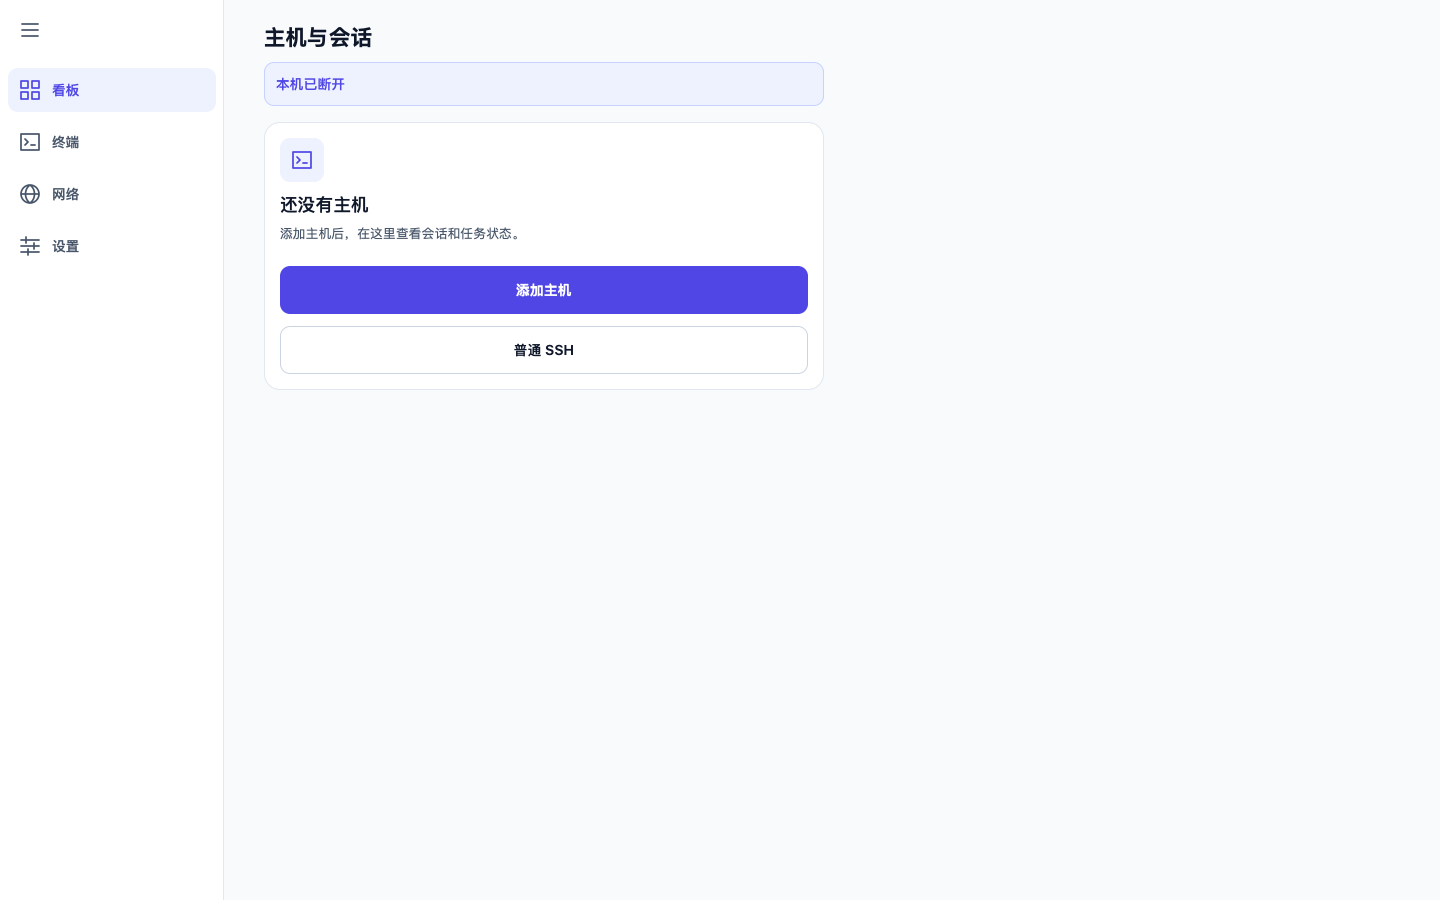 看板
终端
网络
设置
主机与会话
本机已断开
还没有主机
添加主机后，在这里查看会话和任务状态。
添加主机
普通 SSH